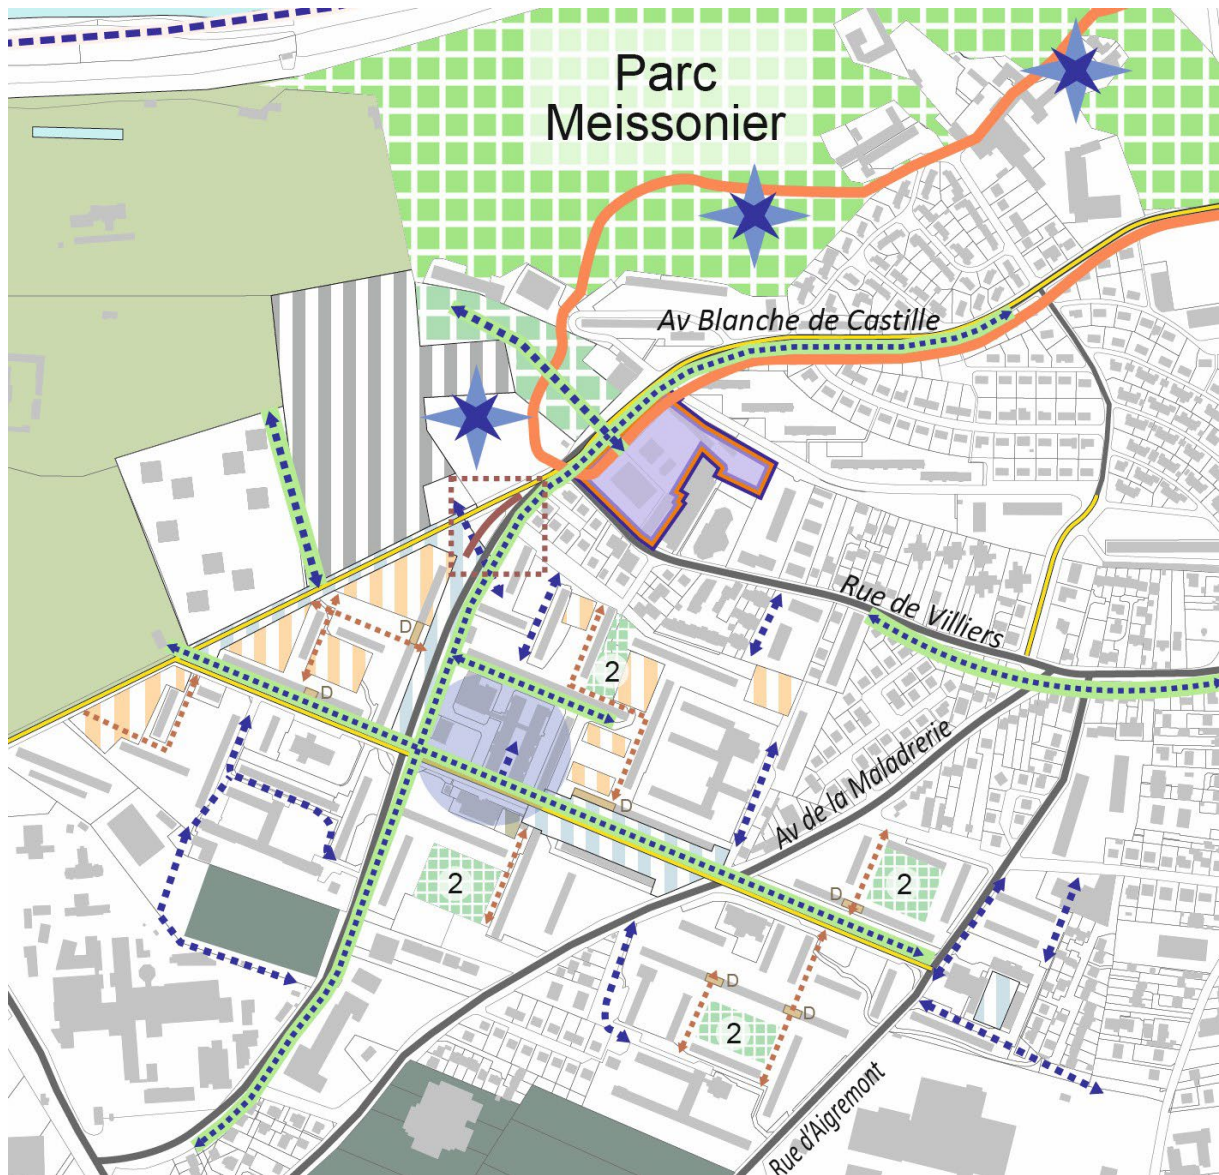 Parc
Meissonier
Av Blanche de Castille
Rue de Villiers
D
2
D
D
Av de la Maladrerie
2
D
2
D
D
2
Rue d'Aigremont